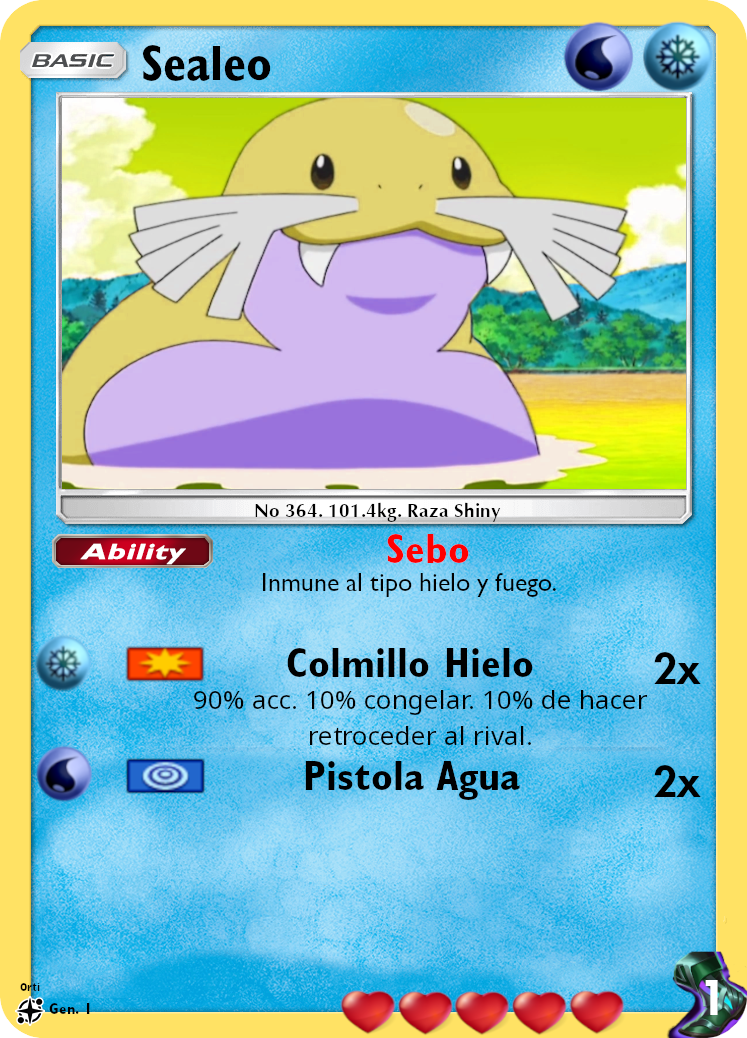 BASIC Sealeo
No 364. 101.4kg. Raza Shiny
Ability Sebo
Inmune al tipo hielo y fuego.
Colmillo Hielo 2x
90% acc. 10% congelar. 10% de hacer
retroceder al rival.
Pistola Agua 2x
Orti
Gen. I
1